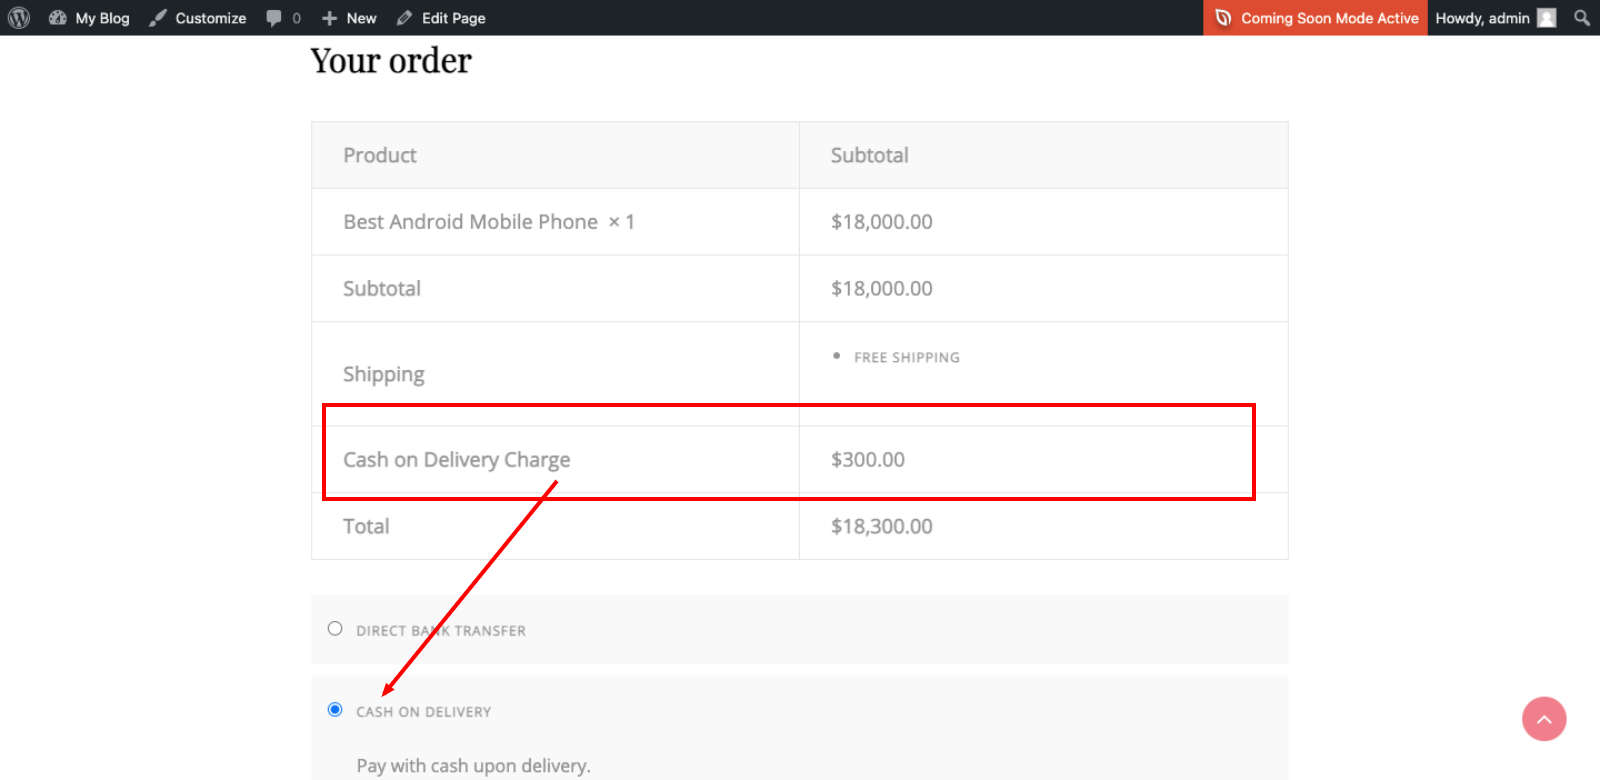 My Blog Customize 0 New Edit Page Coming Soon Mode Active Howdy, admin
Your order
Product Subtotal
Best Android Mobile Phone × 1 $18,000.00
Subtotal $18,000.00
FREE SHIPPING
Shipping
Cash on Delivery Charge $300.00
Total $18,300.00
DIRECT BANK TRANSFER
CASH ON DELIVERY
Pay with cash upon delivery.